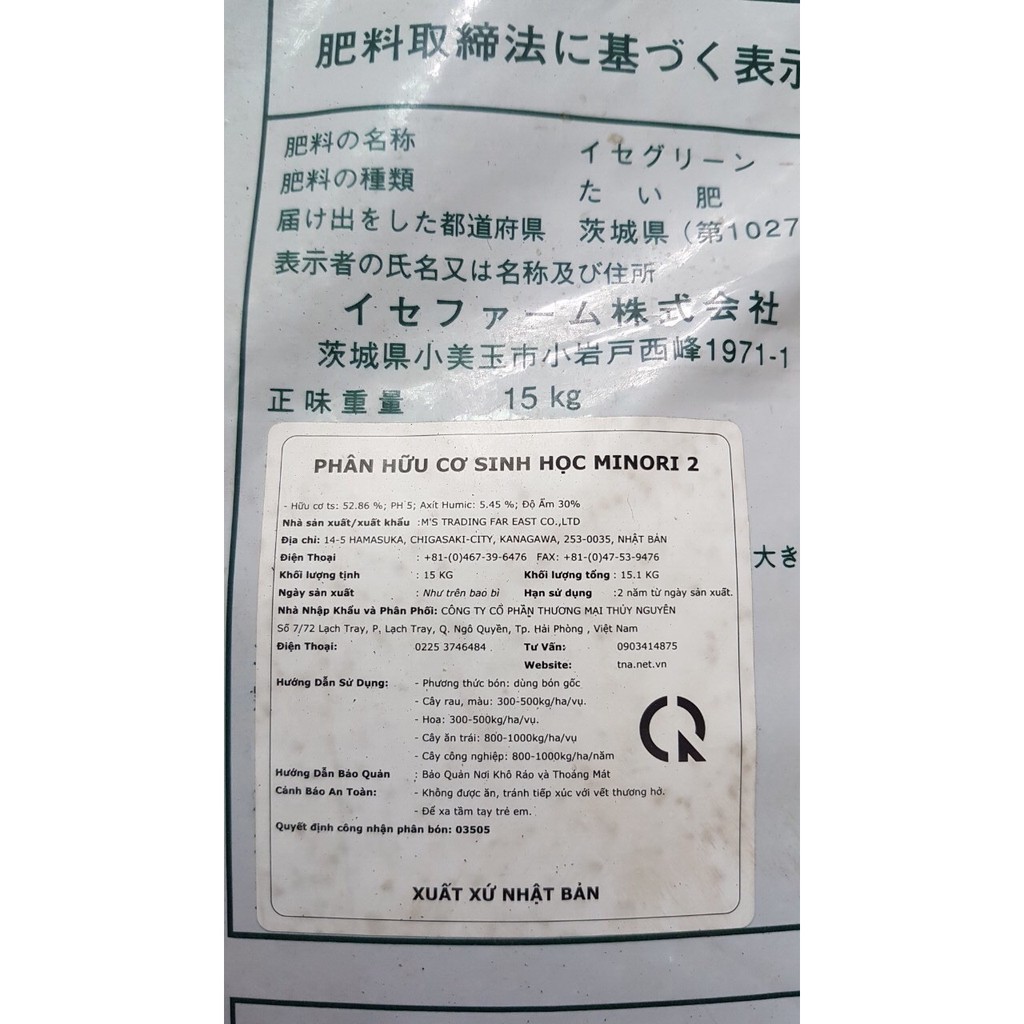 肥料取締法に基づく表示
肥料の名称 イセグリーン
肥料の種類 たい肥
届け出をした都道府県 茨城県（第1027
表示者の氏名又は名称及び住所
イセファーム株式会社
茨城県小美玉市小岩戸西峰1971-1
正味重量 15 kg
大き
PHÂN HỮU CƠ SINH HỌC MINORI 2
- Hữu cơ ts: 52.86 %; PH 5; Axít Humic: 5.45 %; Độ Ẩm 30%
Nhà sản xuất/xuất khẩu :M'S TRADING FAR EAST CO.,LTD
Địa chỉ: 14-5 HAMASUKA, CHIGASAKI-CITY, KANAGAWA, 253-0035, NHẬT BẢN
Điện Thoại : +81-(0)467-39-6476 FAX: +81-(0)47-53-9476
Khối lượng tịnh : 15 KG Khối lượng tổng : 15.1 KG
Ngày sản xuất : Như trên bao bì Hạn sử dụng :2 năm từ ngày sản xuất.
Nhà Nhập Khẩu và Phân Phối: CÔNG TY CỔ PHẦN THƯƠNG MẠI THỦY NGUYÊN
Số 7/72 Lạch Tray, P. Lạch Tray, Q. Ngô Quyền, Tp. Hải Phòng , Việt Nam
Điện Thoại: 0225 3746484 Tư Vấn: 0903414875
Website: tna.net.vn
Hướng Dẫn Sử Dụng: - Phương thức bón: dùng bón gốc
- Cây rau, màu: 300-500kg/ha/vụ.
- Hoa: 300-500kg/ha/vụ.
- Cây ăn trái: 800-1000kg/ha/vụ
- Cây công nghiệp: 800-1000kg/ha/năm
Hướng Dẫn Bảo Quản : Bảo Quản Nơi Khô Ráo và Thoáng Mát
Cảnh Báo An Toàn: - Không được ăn, tránh tiếp xúc với vết thương hở.
- Để xa tầm tay trẻ em.
Quyết định công nhận phân bón: 03505
XUẤT XỨ NHẬT BẢN